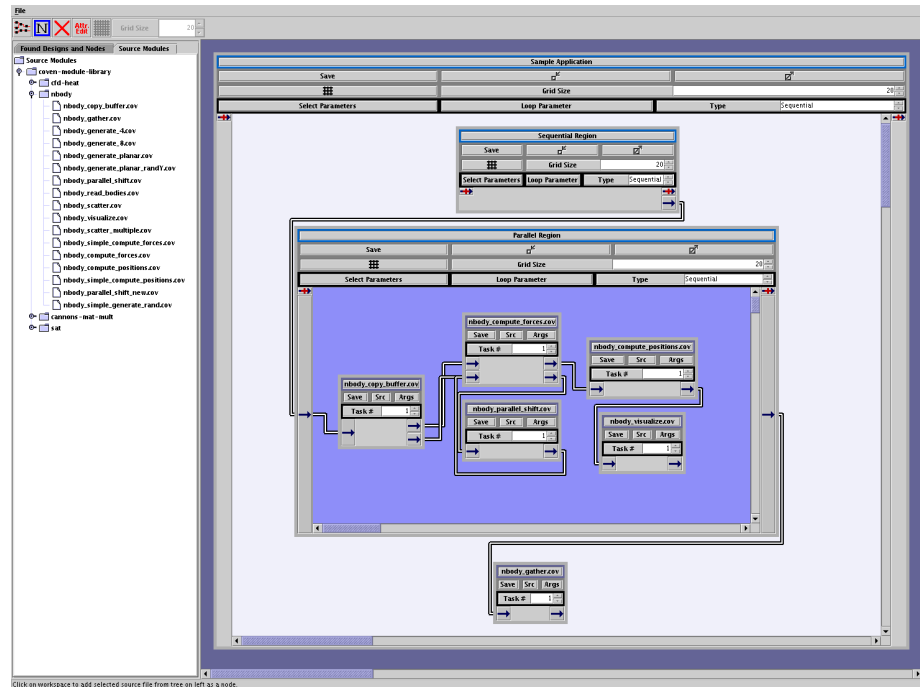 File
Attr. Edit Grid Size 20
Found Designs and Nodes Source Modules
Source Modules
coven-module-library
cfd-heat
nbody
nbody_copy_buffer.cov
nbody_gather.cov
nbody_generate_4.cov
nbody_generate_8.cov
nbody_generate_planar.cov
nbody_generate_planar_randY.cov
nbody_parallel_shift.cov
nbody_read_bodies.cov
nbody_scatter.cov
nbody_visualize.cov
nbody_scatter_multiple.cov
nbody_simple_compute_forces.cov
nbody_compute_forces.cov
nbody_compute_positions.cov
nbody_simple_compute_positions.cov
nbody_parallel_shift_new.cov
nbody_simple_generate_rand.cov
cannons-mat-mult
sat
Sample Application
Save
Grid Size 20
Select Parameters Loop Parameter Type Sequential
Sequential Region
Save
Grid Size 20
Select Parameters Loop Parameter Type Sequential
Parallel Region
Save
Grid Size 20
Select Parameters Loop Parameter Type Sequential
nbody_compute_forces.cov
Save Src Args
Task # 1
nbody_compute_positions.cov
Save Src Args
Task # 1
nbody_copy_buffer.cov
Save Src Args
Task # 1
nbody_parallel_shift.cov
Save Src Args
Task # 1
nbody_visualize.cov
Save Src Args
Task # 1
nbody_gather.cov
Save Src Args
Task # 1
Click on workspace to add selected source file from tree on left as a node.